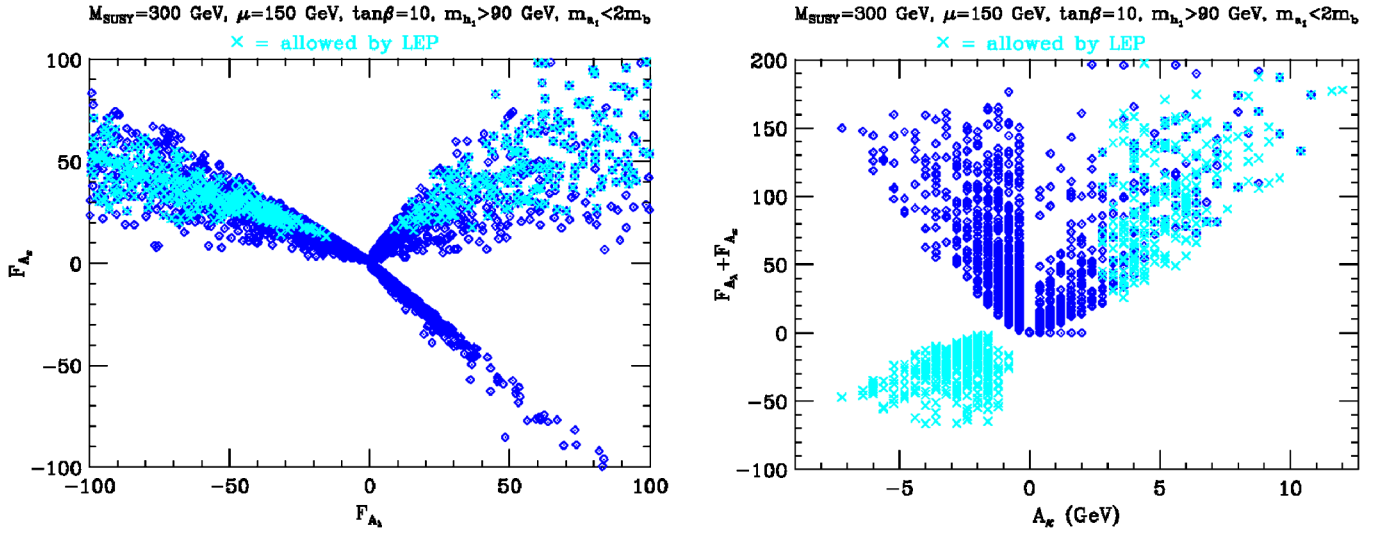 M_SUSY=300 GeV, μ=150 GeV, tanβ=10, m_h₁>90 GeV, m_a₁<2m_b
× = allowed by LEP
100
50
0
−50
−100
F_Aκ
−100
−50
0
50
100
F_Aλ
M_SUSY=300 GeV, μ=150 GeV, tanβ=10, m_h₁>90 GeV, m_a₁<2m_b
× = allowed by LEP
200
150
100
50
0
−50
−100
F_Aλ+F_Aκ
−5
0
5
10
A_κ (GeV)